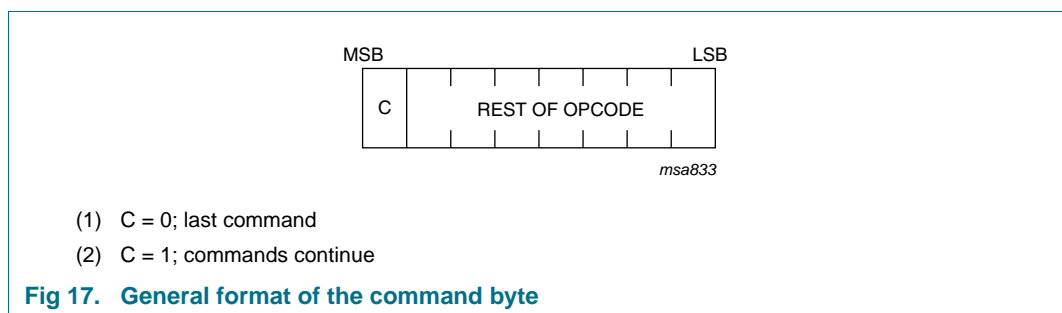 MSB LSB
C REST OF OPCODE
msa833
(1) C = 0; last command
(2) C = 1; commands continue
Fig 17. General format of the command byte